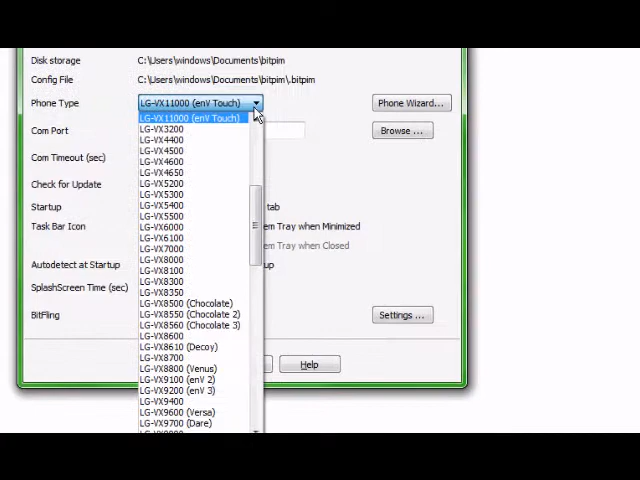 Disk storage C:\Users\windows\Documents\bitpim
Config File C:\Users\windows\Documents\bitpim\.bitpim
Phone Type LG-VX11000 (enV Touch) Phone Wizard...
LG-VX11000 (enV Touch)
Com Port LG-VX3200 Browse ...
LG-VX4400
LG-VX4500
Com Timeout (sec) LG-VX4600
LG-VX4650
Check for Update LG-VX5200
LG-VX5300
Startup LG-VX5400 tab
LG-VX5500
Task Bar Icon LG-VX6000 em Tray when Minimized
LG-VX6100
LG-VX7000 em Tray when Closed
LG-VX8000
Autodetect at Startup LG-VX8100 up
LG-VX8300
SplashScreen Time (sec) LG-VX8350
LG-VX8500 (Chocolate)
BitFling LG-VX8550 (Chocolate 2) Settings ...
LG-VX8560 (Chocolate 3)
LG-VX8600
LG-VX8610 (Decoy)
LG-VX8700 Help
LG-VX8800 (Venus)
LG-VX9100 (enV 2)
LG-VX9200 (enV 3)
LG-VX9400
LG-VX9600 (Versa)
LG-VX9700 (Dare)